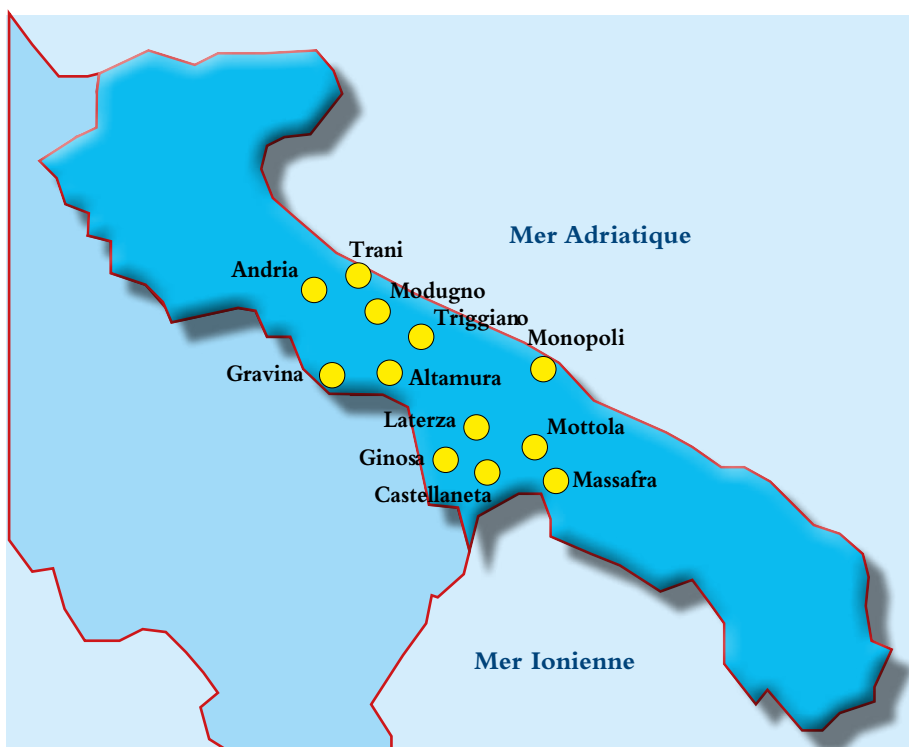 Mer Adriatique
Trani
Andria
Modugno
Triggiano
Monopoli
Gravina
Altamura
Laterza
Mottola
Ginosa
Massafra
Castellaneta
Mer Ionienne